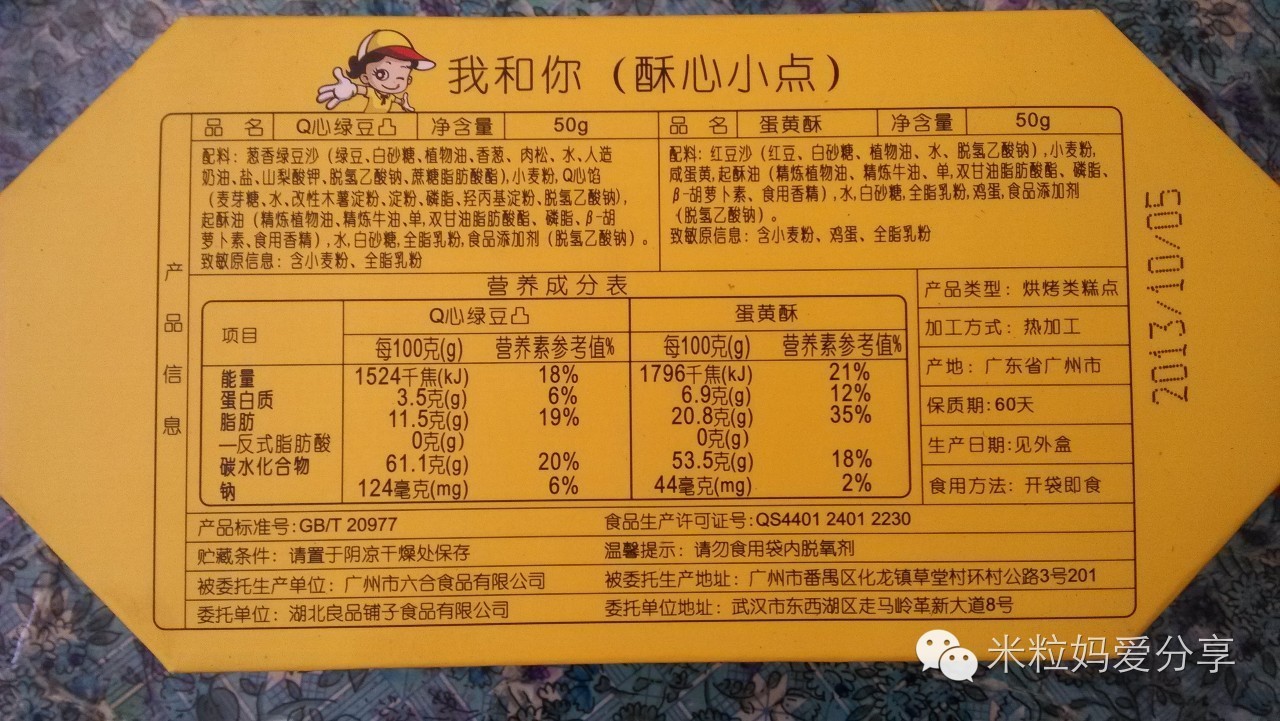 我和你（酥心小点）
产品信息
品 名 Q心绿豆凸 净含量 50g
配料：葱香绿豆沙（绿豆、白砂糖、植物油、香葱、肉松、水、人造
奶油、盐、山梨酸钾、脱氢乙酸钠、蔗糖脂肪酸酯），小麦粉，Q心馅
（麦芽糖、水、改性木薯淀粉、淀粉、磷脂、羟丙基淀粉、脱氢乙酸钠），
起酥油（精炼植物油、精炼牛油、单，双甘油脂肪酸酯、磷脂、β-胡
萝卜素、食用香精），水，白砂糖，全脂乳粉，食品添加剂（脱氢乙酸钠）。
致敏原信息：含小麦粉、全脂乳粉
品 名 蛋黄酥 净含量 50g
配料：红豆沙（红豆、白砂糖、植物油、水、脱氢乙酸钠），小麦粉，
咸蛋黄，起酥油（精炼植物油、精炼牛油、单，双甘油脂肪酸酯、磷脂、
β-胡萝卜素、食用香精），水，白砂糖，全脂乳粉，鸡蛋，食品添加剂
（脱氢乙酸钠）。
致敏原信息：含小麦粉、鸡蛋、全脂乳粉
营养成分表
项目 Q心绿豆凸 蛋黄酥
每100克(g) 营养素参考值% 每100克(g) 营养素参考值%
能量 1524千焦(kJ) 18% 1796千焦(kJ) 21%
蛋白质 3.5克(g) 6% 6.9克(g) 12%
脂肪 11.5克(g) 19% 20.8克(g) 35%
—反式脂肪酸 0克(g) 0克(g)
碳水化合物 61.1克(g) 20% 53.5克(g) 18%
钠 124毫克(mg) 6% 44毫克(mg) 2%
产品类型：烘烤类糕点
加工方式：热加工
产地：广东省广州市
保质期：60天
生产日期：见外盒
食用方法：开袋即食
产品标准号：GB/T 20977 食品生产许可证号：QS4401 2401 2230
贮藏条件：请置于阴凉干燥处保存 温馨提示：请勿食用袋内脱氧剂
被委托生产单位：广州市六合食品有限公司 被委托生产地址：广州市番禺区化龙镇草堂村环村公路3号201
委托单位：湖北良品铺子食品有限公司 委托单位地址：武汉市东西湖区走马岭革新大道8号
2013/10/05
米粒妈爱分享